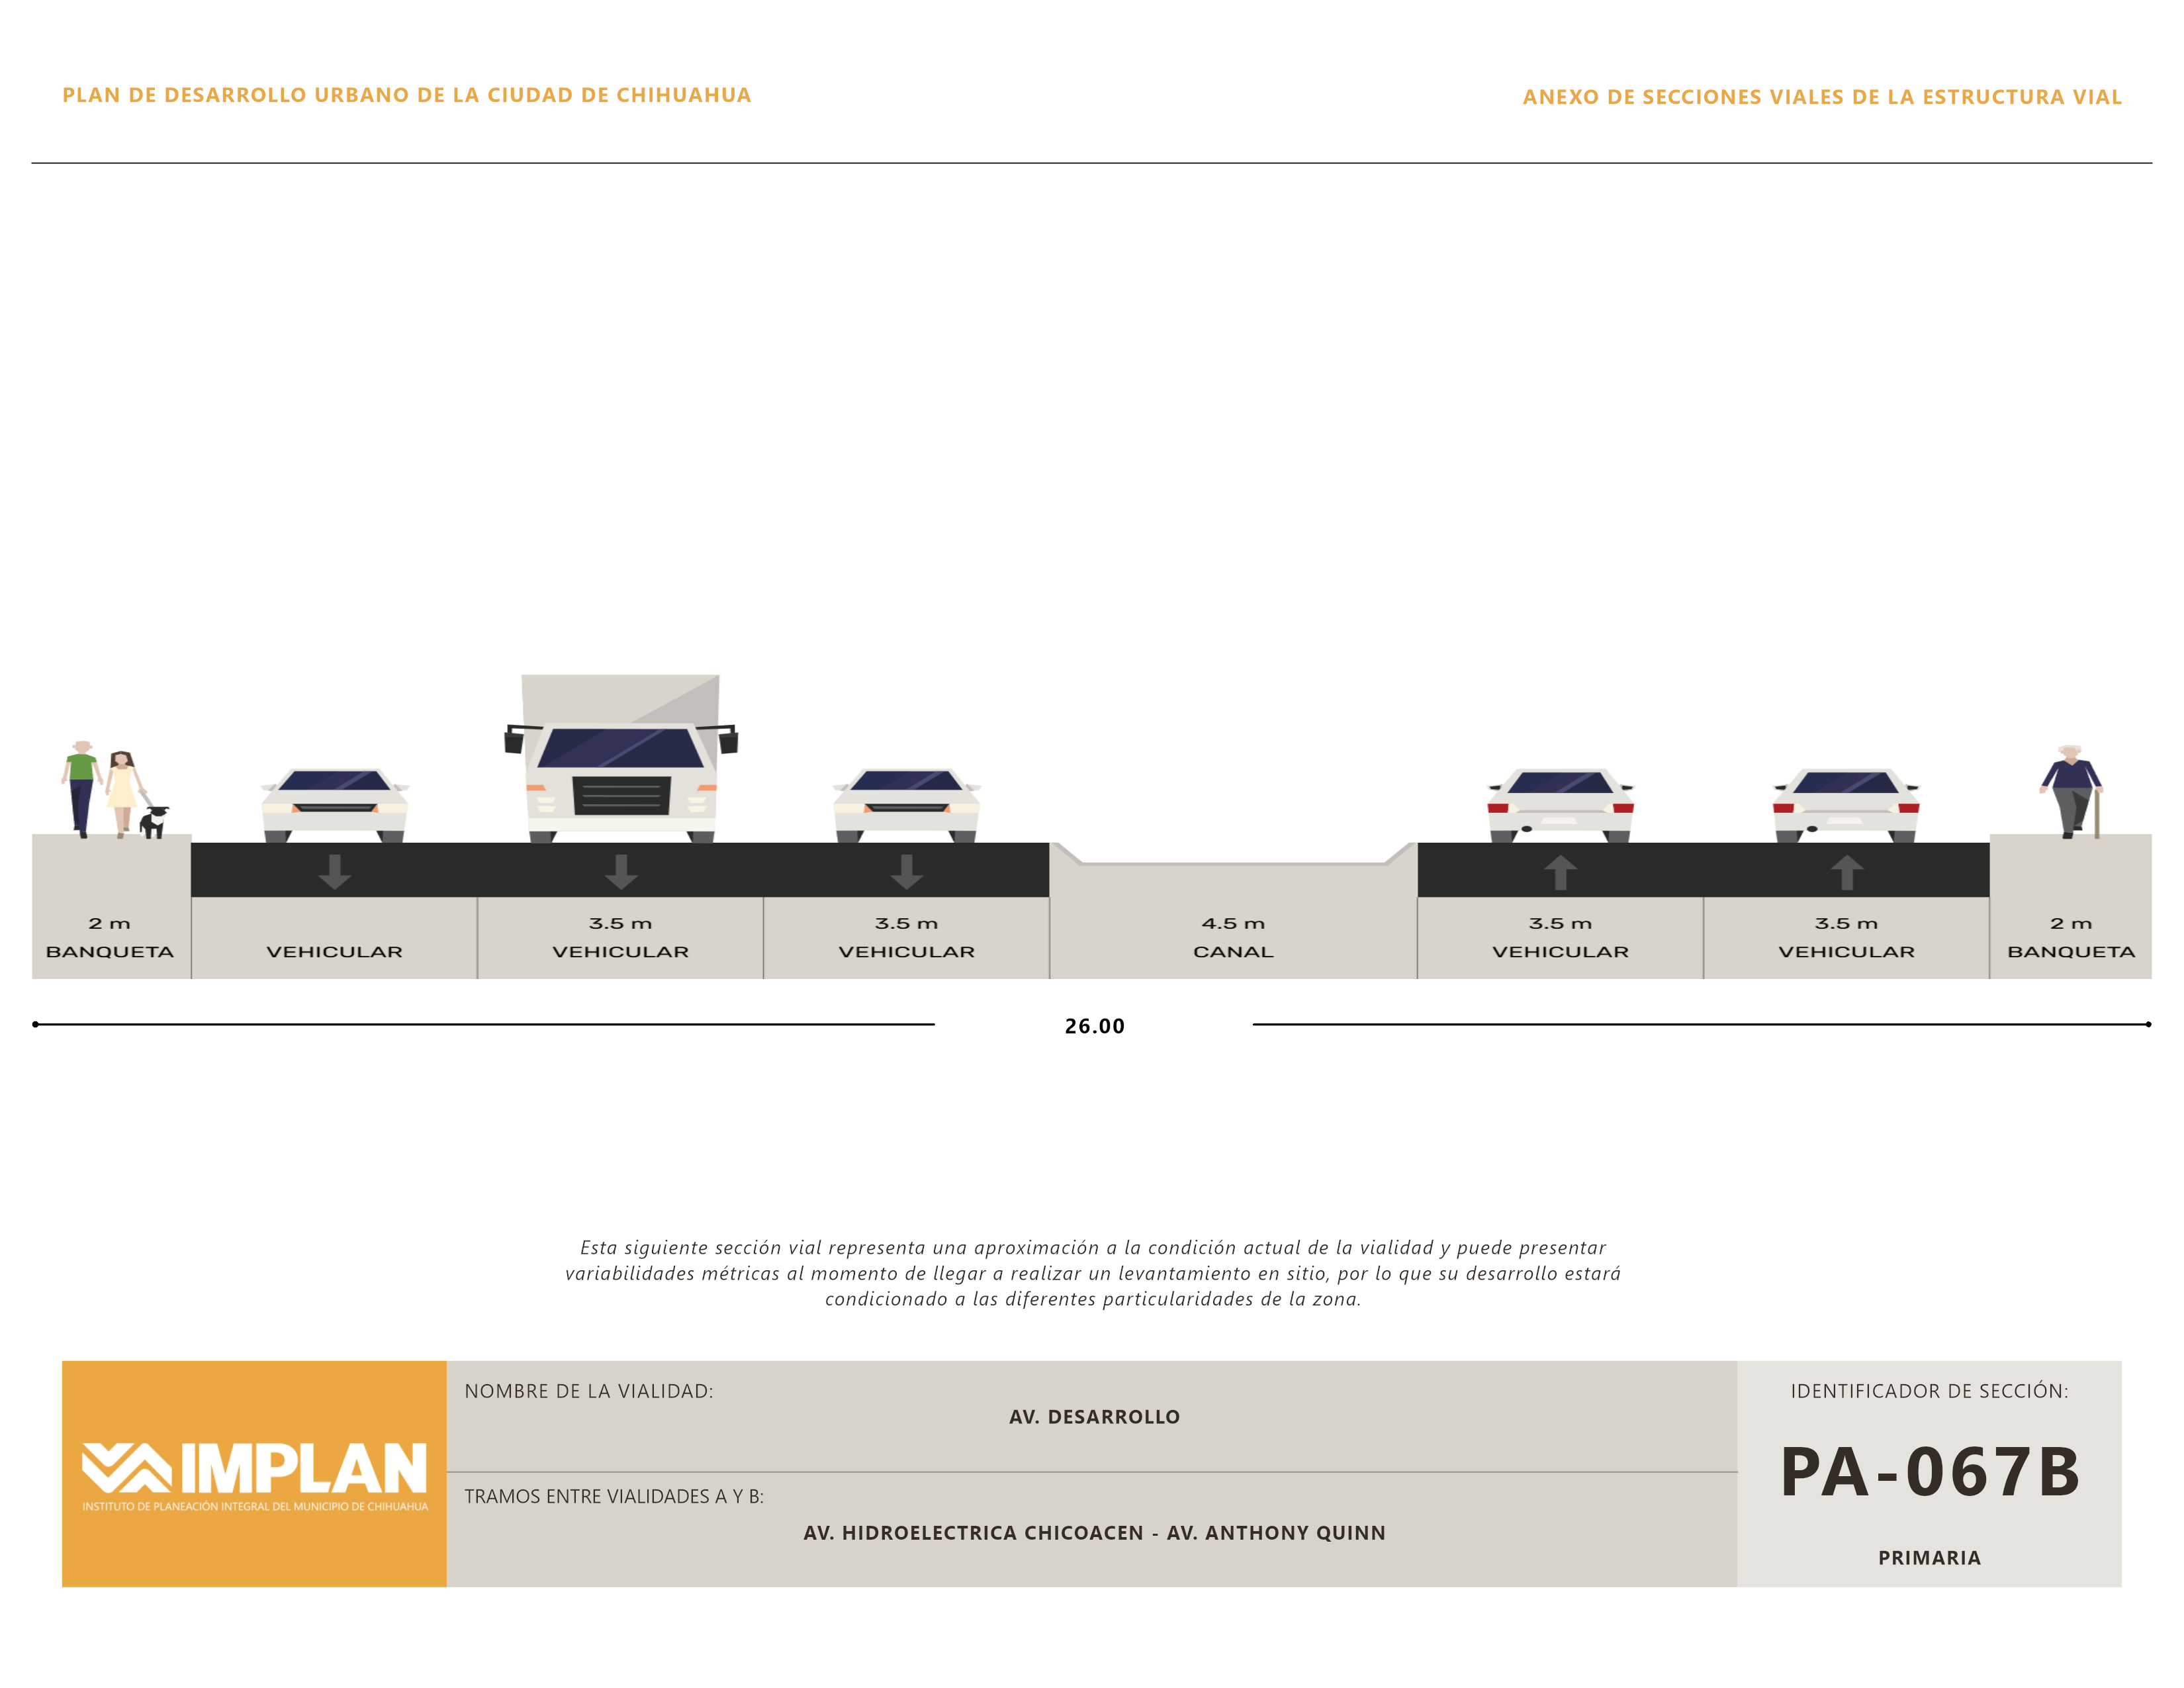 PLAN DE DESARROLLO URBANO DE LA CIUDAD DE CHIHUAHUA
ANEXO DE SECCIONES VIALES DE LA ESTRUCTURA VIAL
2 m
BANQUETA
VEHICULAR
3.5 m
VEHICULAR
3.5 m
VEHICULAR
4.5 m
CANAL
3.5 m
VEHICULAR
3.5 m
VEHICULAR
2 m
BANQUETA
26.00
Esta siguiente sección vial representa una aproximación a la condición actual de la vialidad y puede presentar
variabilidades métricas al momento de llegar a realizar un levantamiento en sitio, por lo que su desarrollo estará
condicionado a las diferentes particularidades de la zona.
IMPLAN
INSTITUTO DE PLANEACIÓN INTEGRAL DEL MUNICIPIO DE CHIHUAHUA
NOMBRE DE LA VIALIDAD:
AV. DESARROLLO
TRAMOS ENTRE VIALIDADES A Y B:
AV. HIDROELECTRICA CHICOACEN - AV. ANTHONY QUINN
IDENTIFICADOR DE SECCIÓN:
PA-067B
PRIMARIA